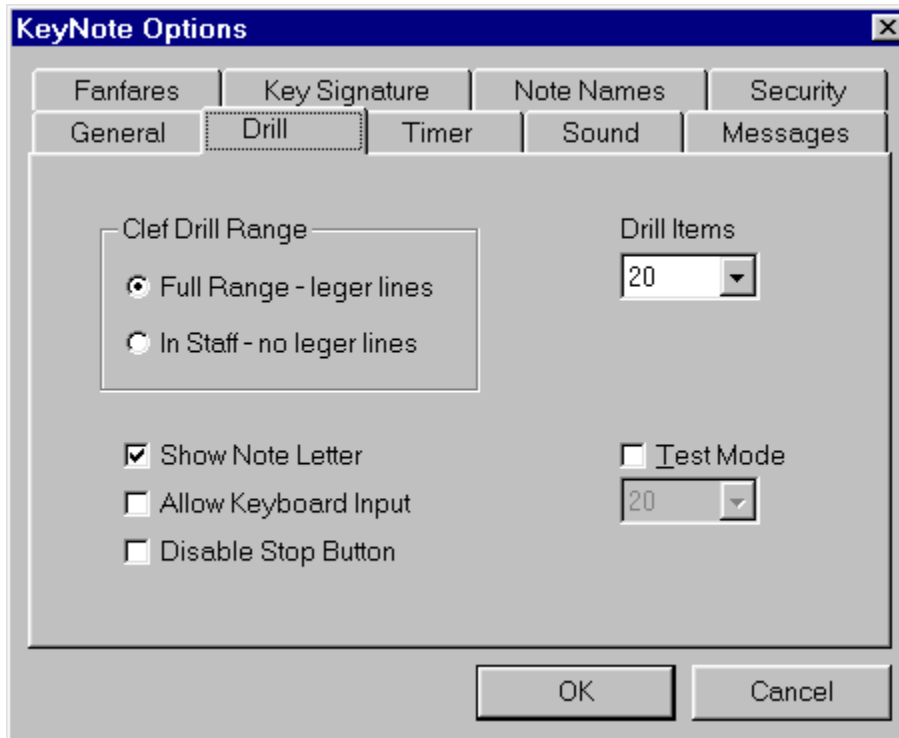 KeyNote Options
Fanfares Key Signature Note Names Security
General Drill Timer Sound Messages
Clef Drill Range
Full Range - leger lines
In Staff - no leger lines
Drill Items
20
Show Note Letter
Allow Keyboard Input
Disable Stop Button
Test Mode
20
OK Cancel